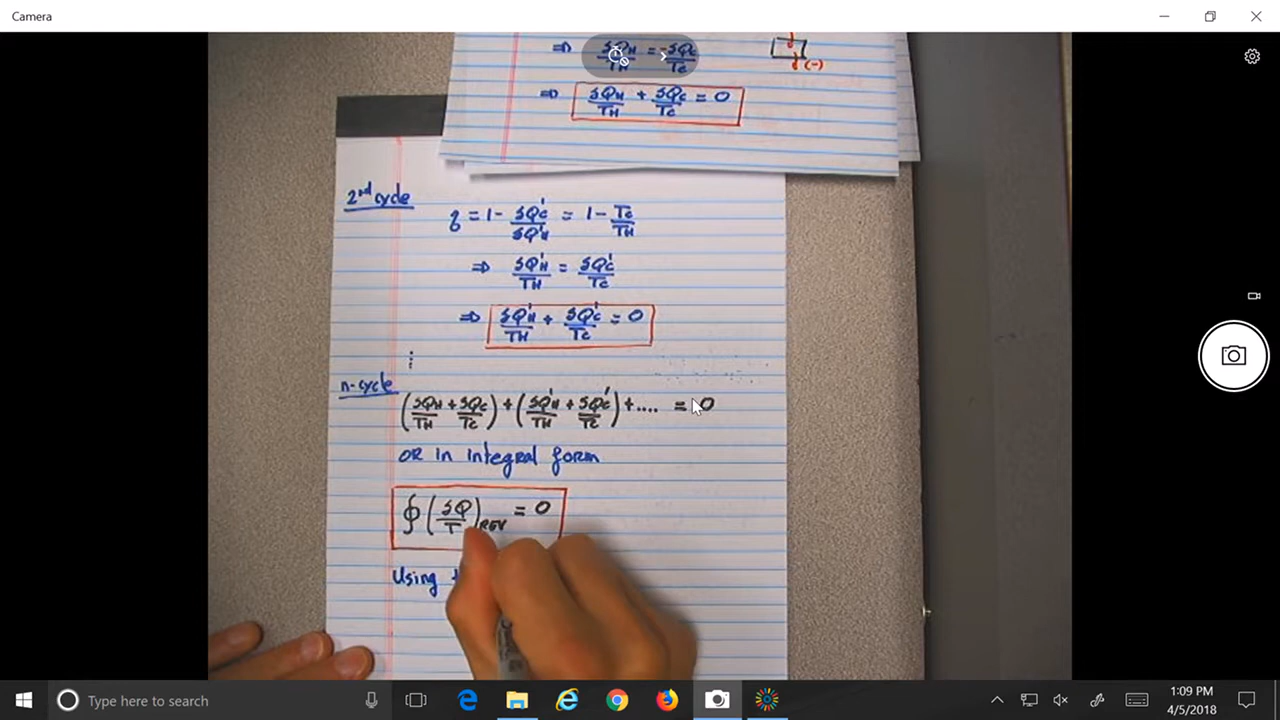 Camera
⇒ δQH/TH = -δQC/TC
(-)
⇒ δQH/TH + δQC/TC = 0
2nd cycle
η = 1 - δQ'C/δQ'H = 1 - TC/TH
⇒ δQ'H/TH = δQ'C/TC
⇒ δQ'H/TH + δQ'C/TC = 0
⋮
n-cycle
(δQH/TH + δQC/TC) + (δQ'H/TH + δQ'C/TC) + .... = 0
OR in integral form
∮(δQ/T)REV = 0
Using
Type here to search
1:09 PM
4/5/2018